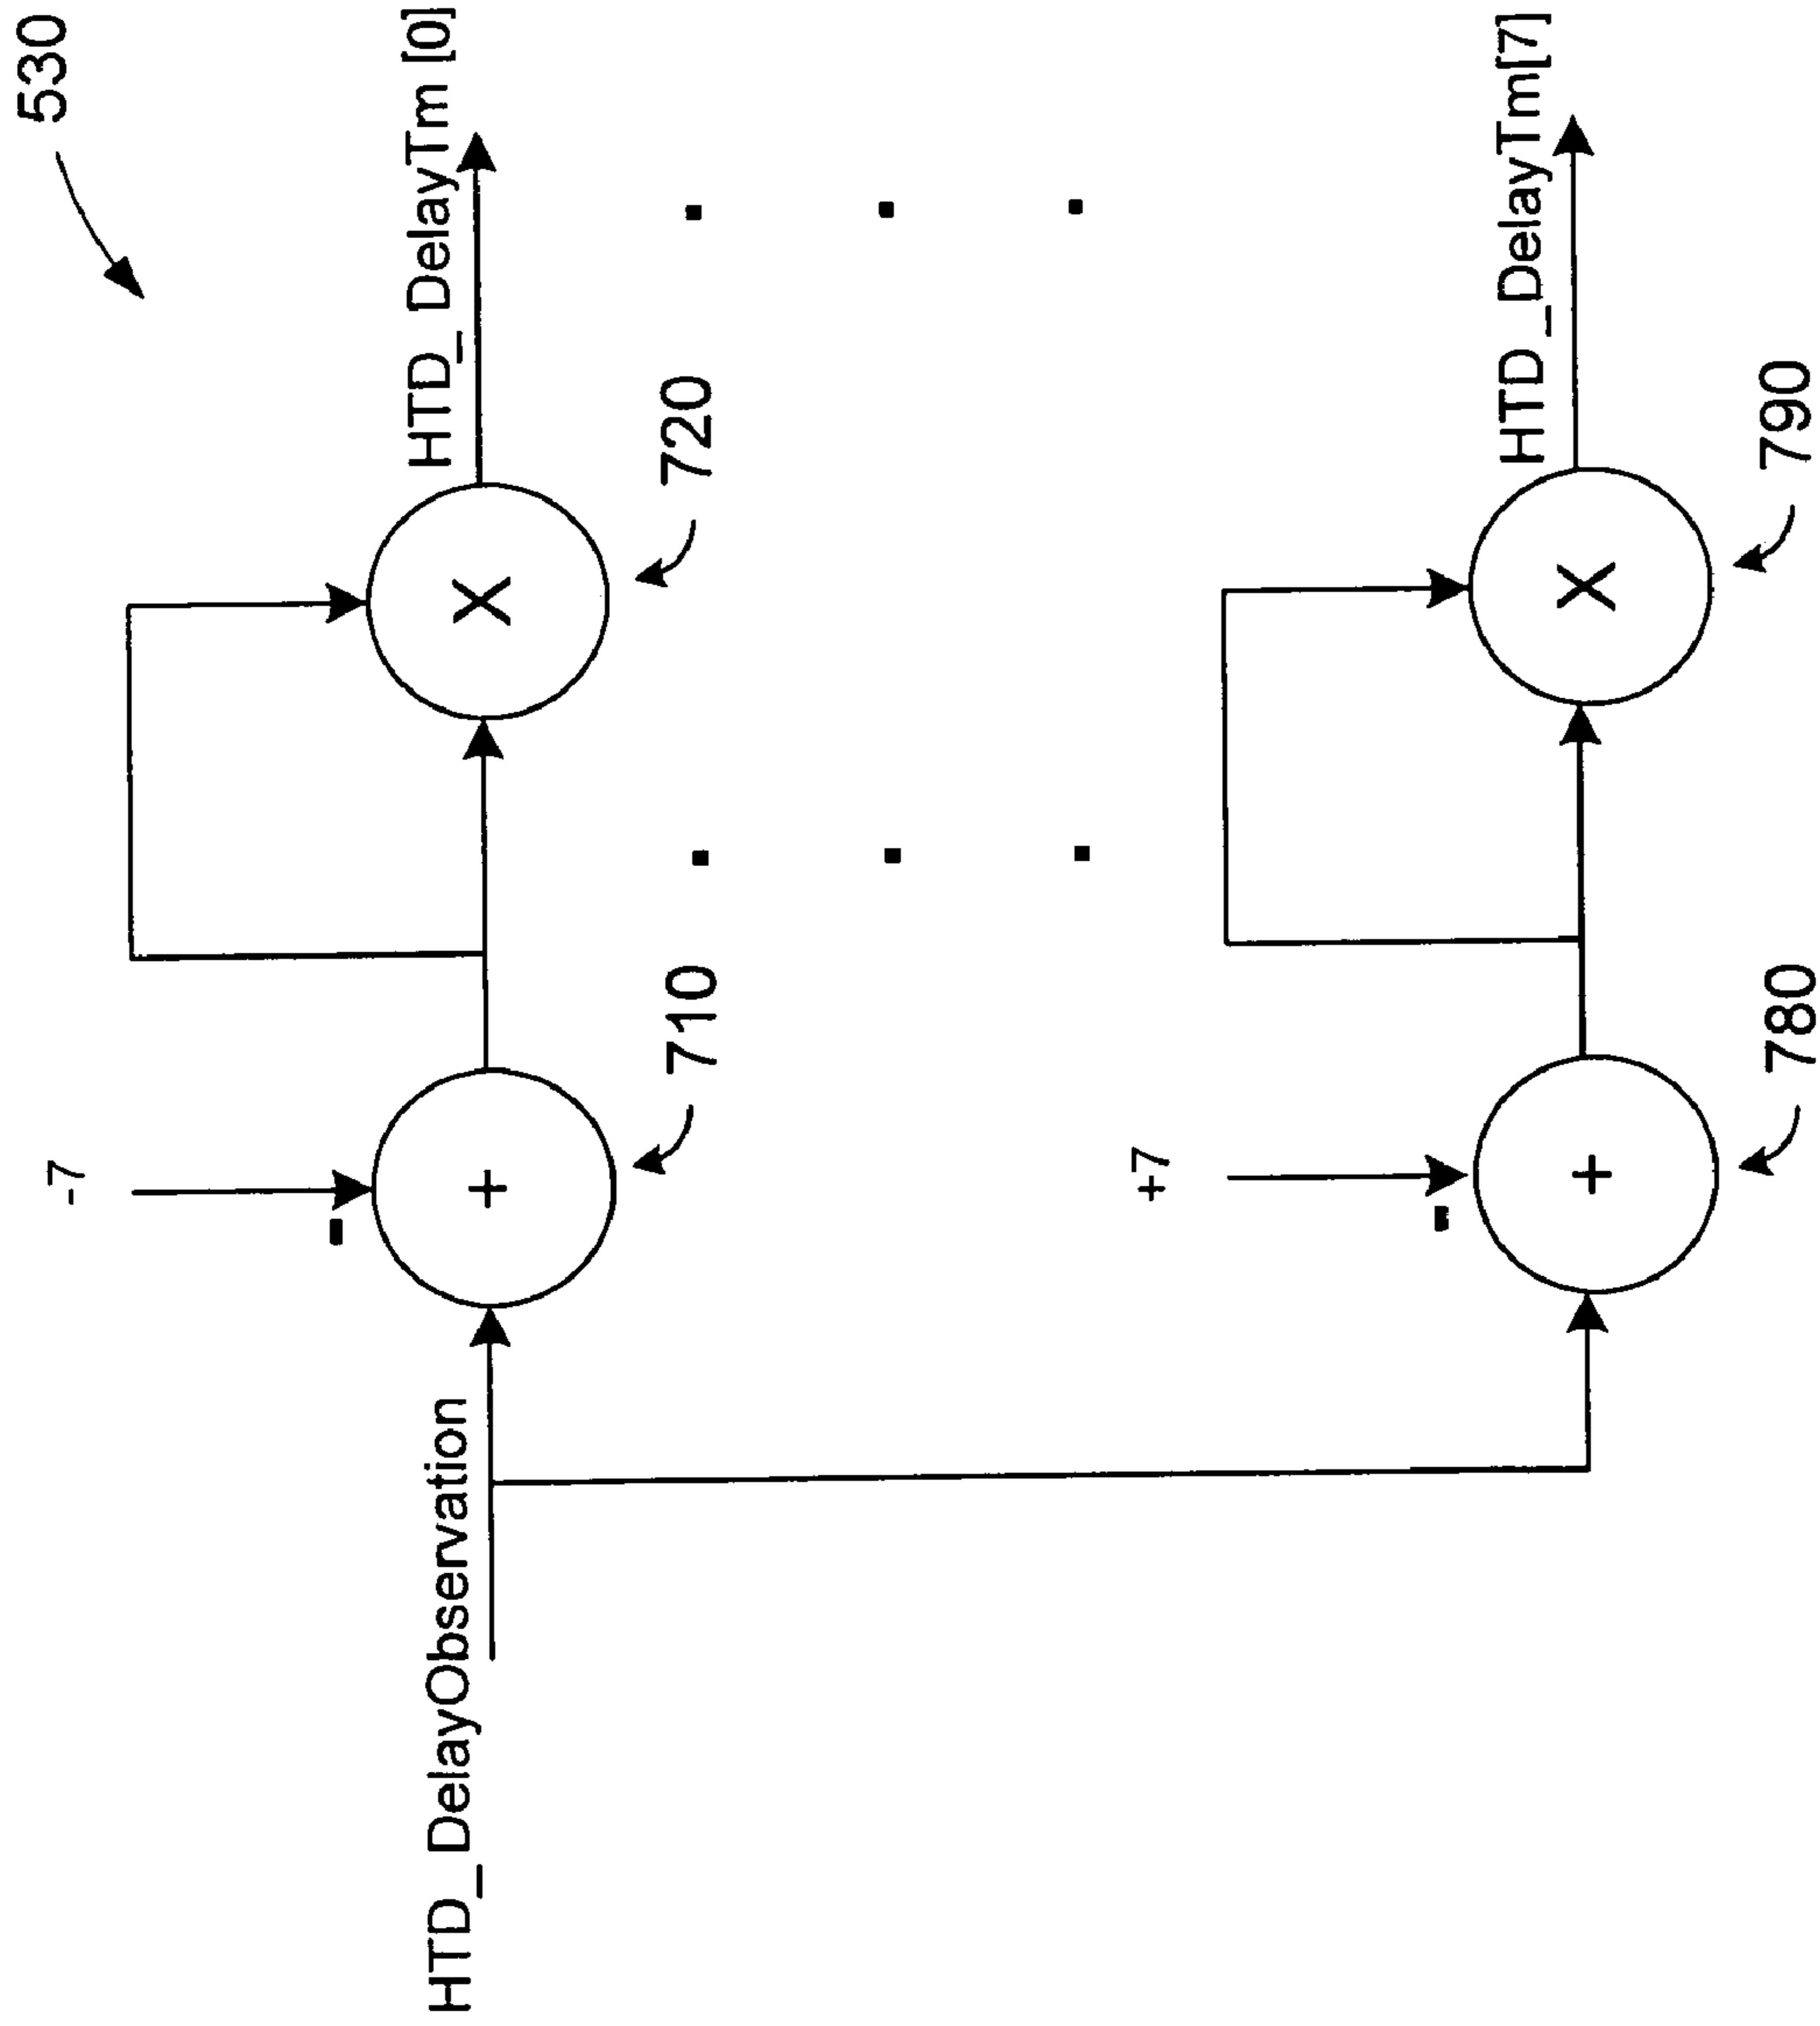 530
-7
-
HTD_DelayObservation
+
X
HTD_DelayTm [0]
710
720
+7
-
+
X
HTD_DelayTm[7]
780
790